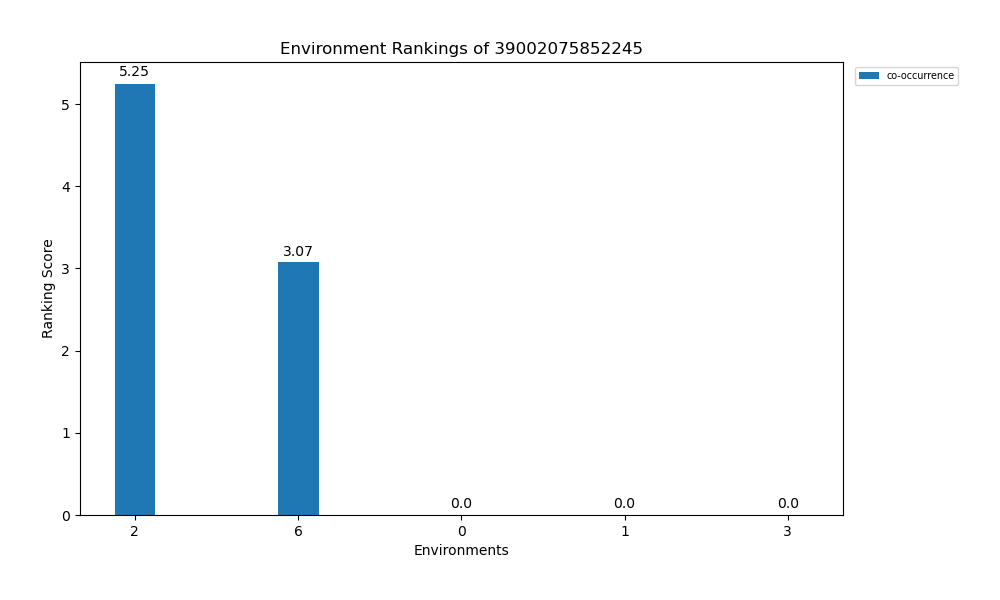 Environment Rankings of 39002075852245
co-occurrence
5.25
3.07
0.0
0.0
0.0
5
4
3
2
1
0
Ranking Score
2 6 0 1 3
Environments